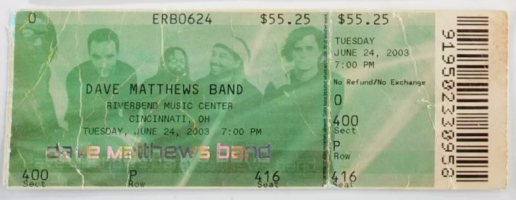 0 ERB0624 $55.25
DAVE MATTHEWS BAND
RIVERBEND MUSIC CENTER
CINCINNATI, OH
TUESDAY, JUNE 24, 2003 7:00 PM
dave matthews band
400 P 416
Sect Row Seat
$55.25
TUESDAY
JUNE 24, 2003
7:00 PM
No Refund/No Exchange
0
400
Sect
P
Row
416
Seat
9195023330958